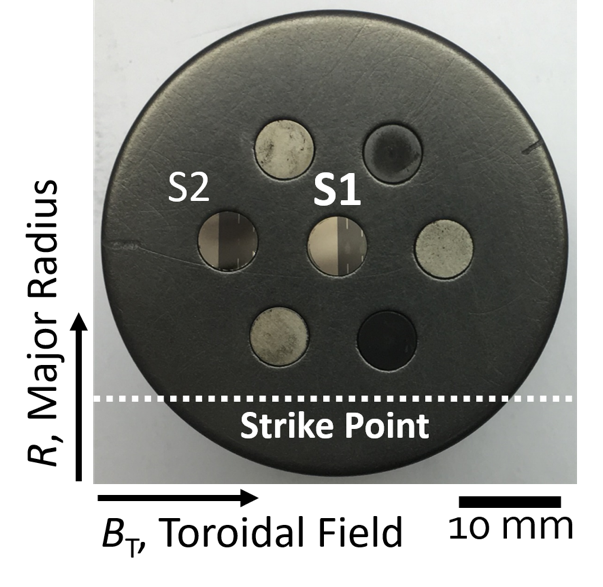 S2
S1
R, Major Radius
Strike Point
B_T, Toroidal Field
10 mm